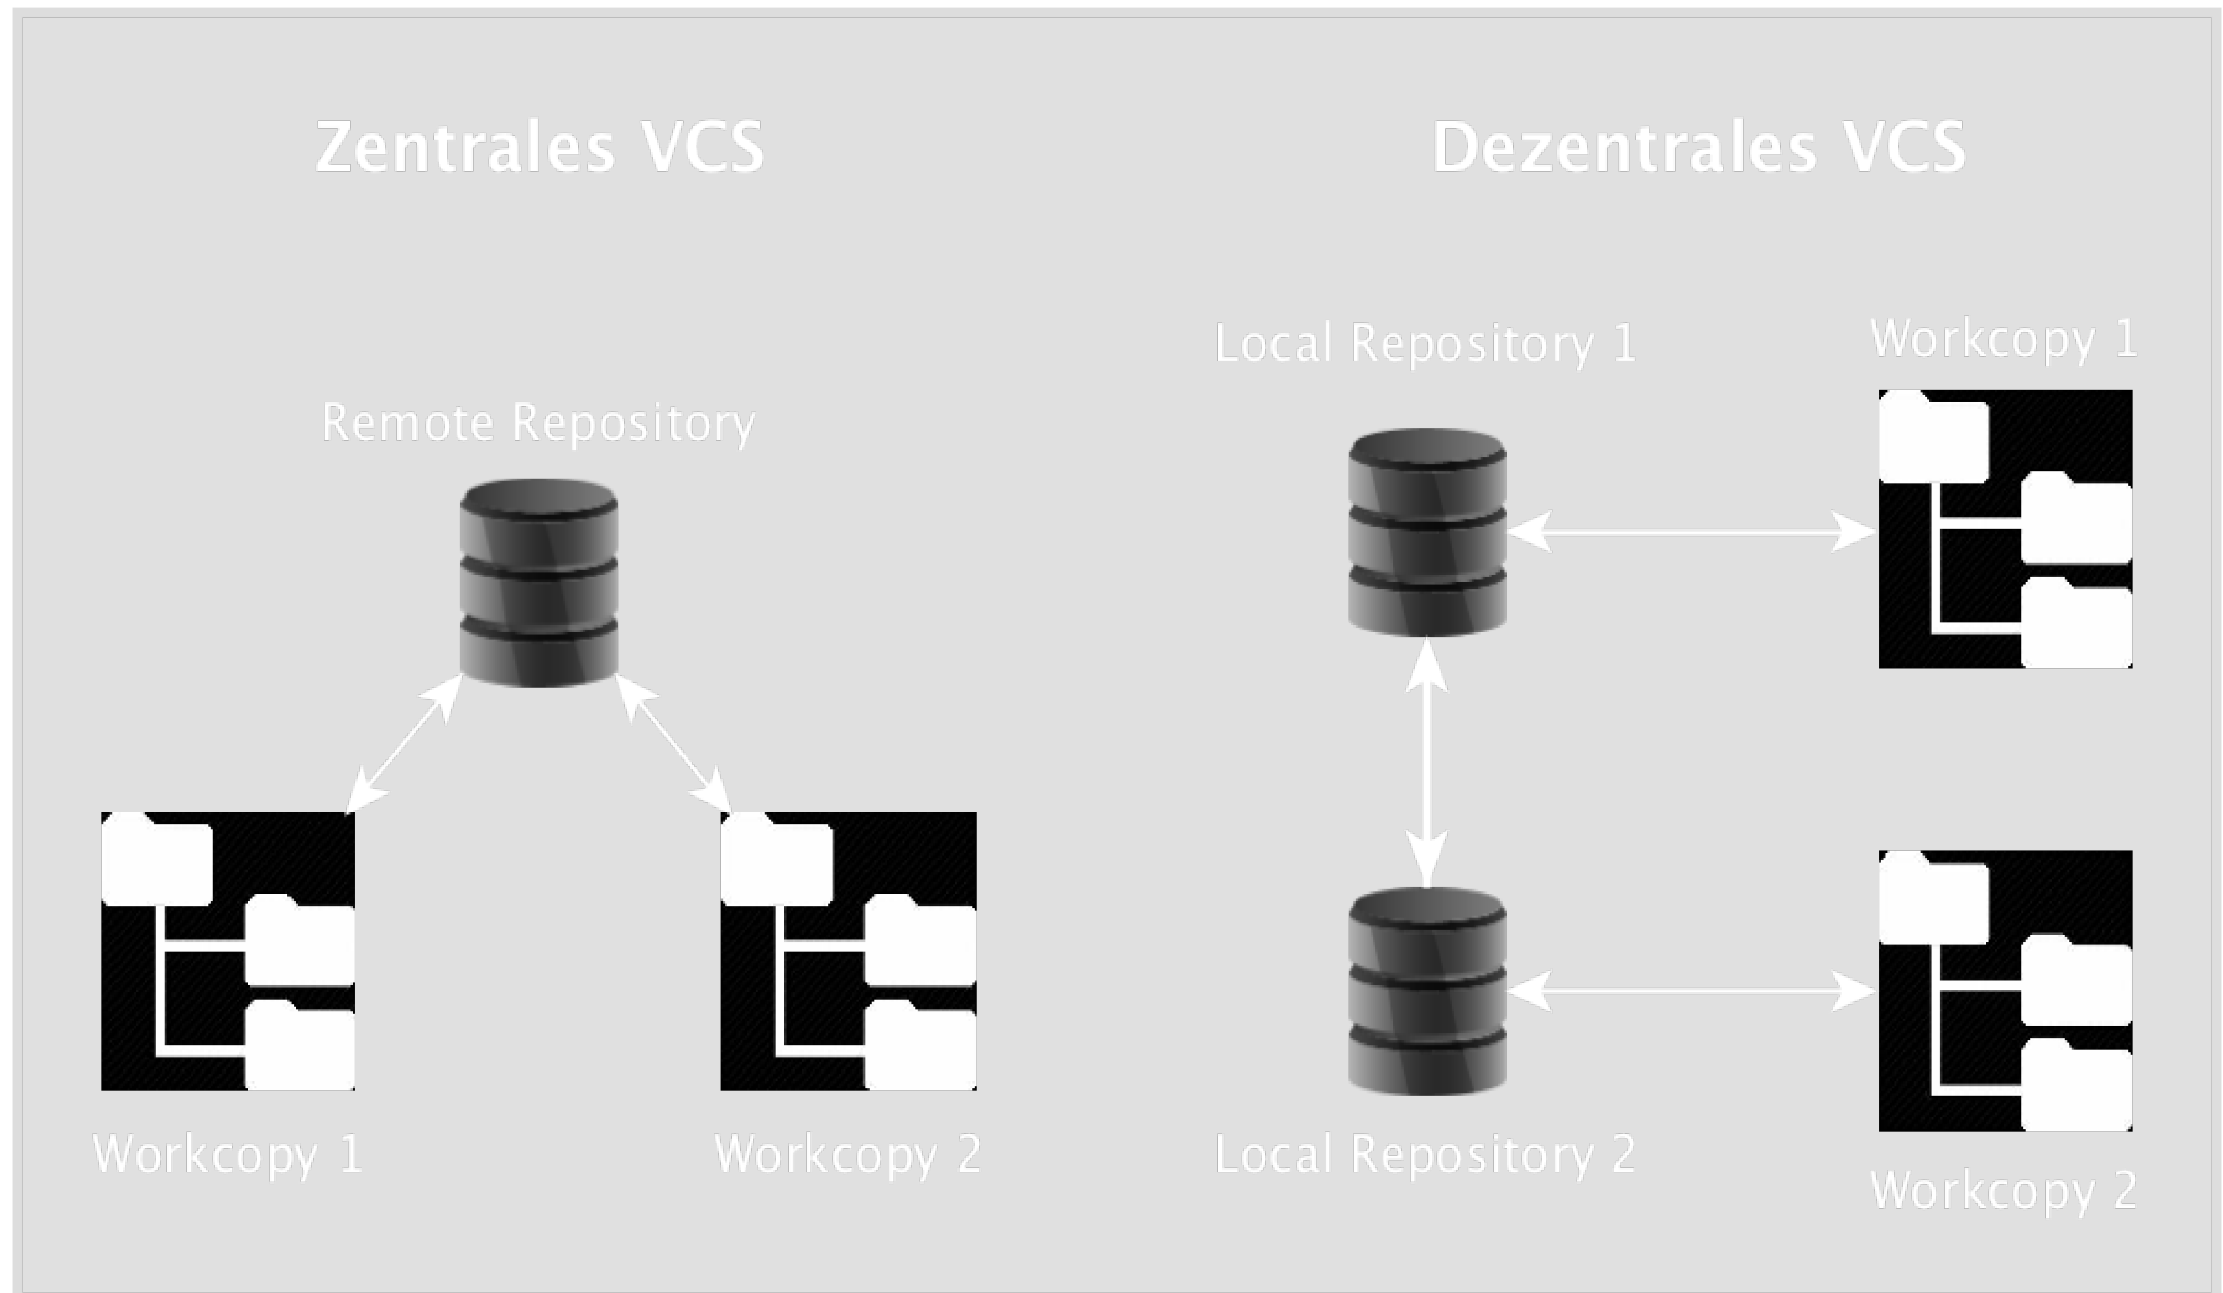 Zentrales VCS
Remote Repository
Workcopy 1
Workcopy 2
Dezentrales VCS
Local Repository 1
Workcopy 1
Local Repository 2
Workcopy 2